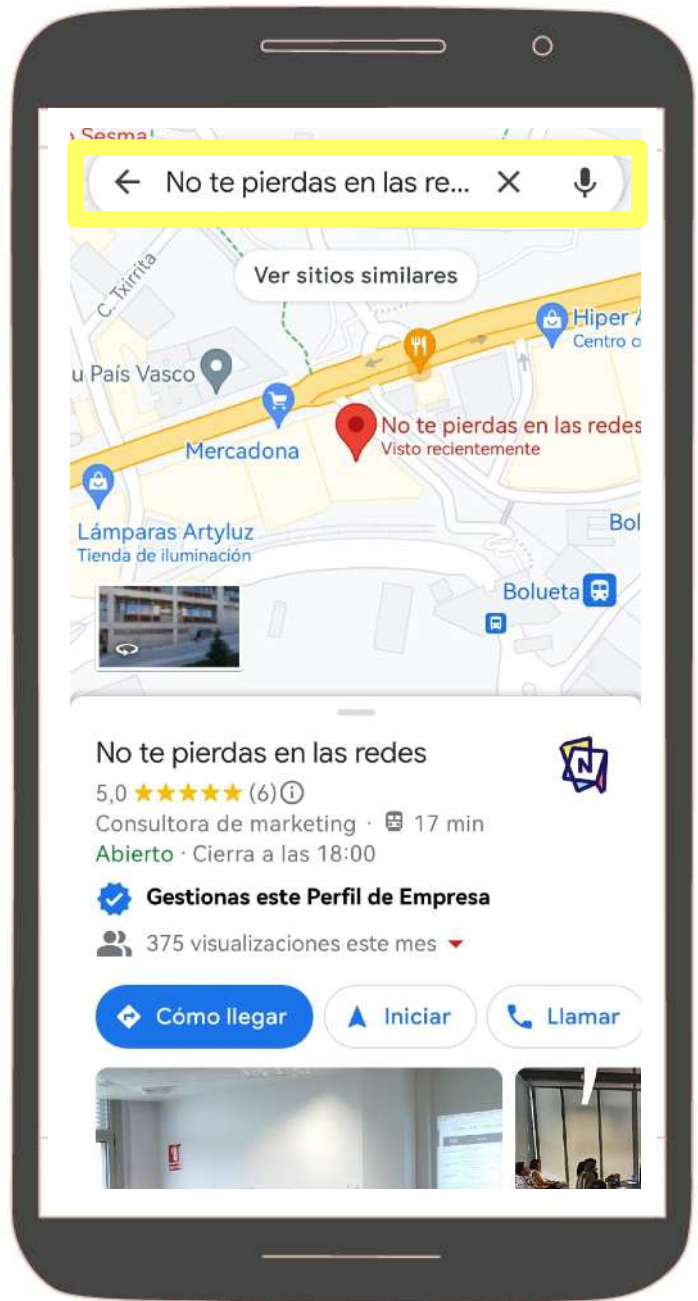 Sesma
No te pierdas en las re...
Ver sitios similares
C. Txirrita
Hiper
Centro
u País Vasco
No te pierdas en las redes
Visto recientemente
Mercadona
Lámparas Artyluz
Tienda de iluminación
Bol
Bolueta
No te pierdas en las redes
N
5,0 ★★★★★ (6)
Consultora de marketing · 17 min
Abierto · Cierra a las 18:00
Gestionas este Perfil de Empresa
375 visualizaciones este mes
Cómo llegar
Iniciar
Llamar